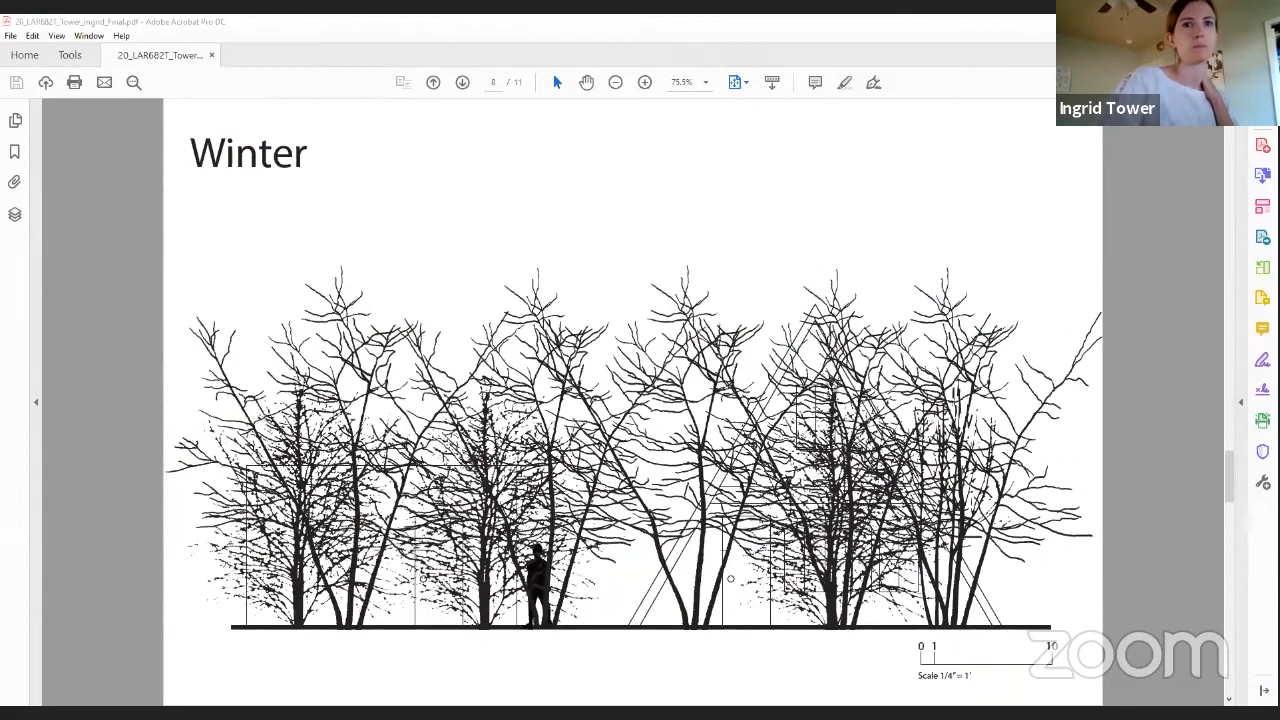 20_LAR682T_Tower_Ingrid_Final.pdf - Adobe Acrobat Pro DC
File Edit View Window Help
Home Tools 20_LAR682T_Tower... ×
8 / 11 75.5%
Ingrid Tower
Winter
0 1 10
Scale 1/4" = 1'
zoom